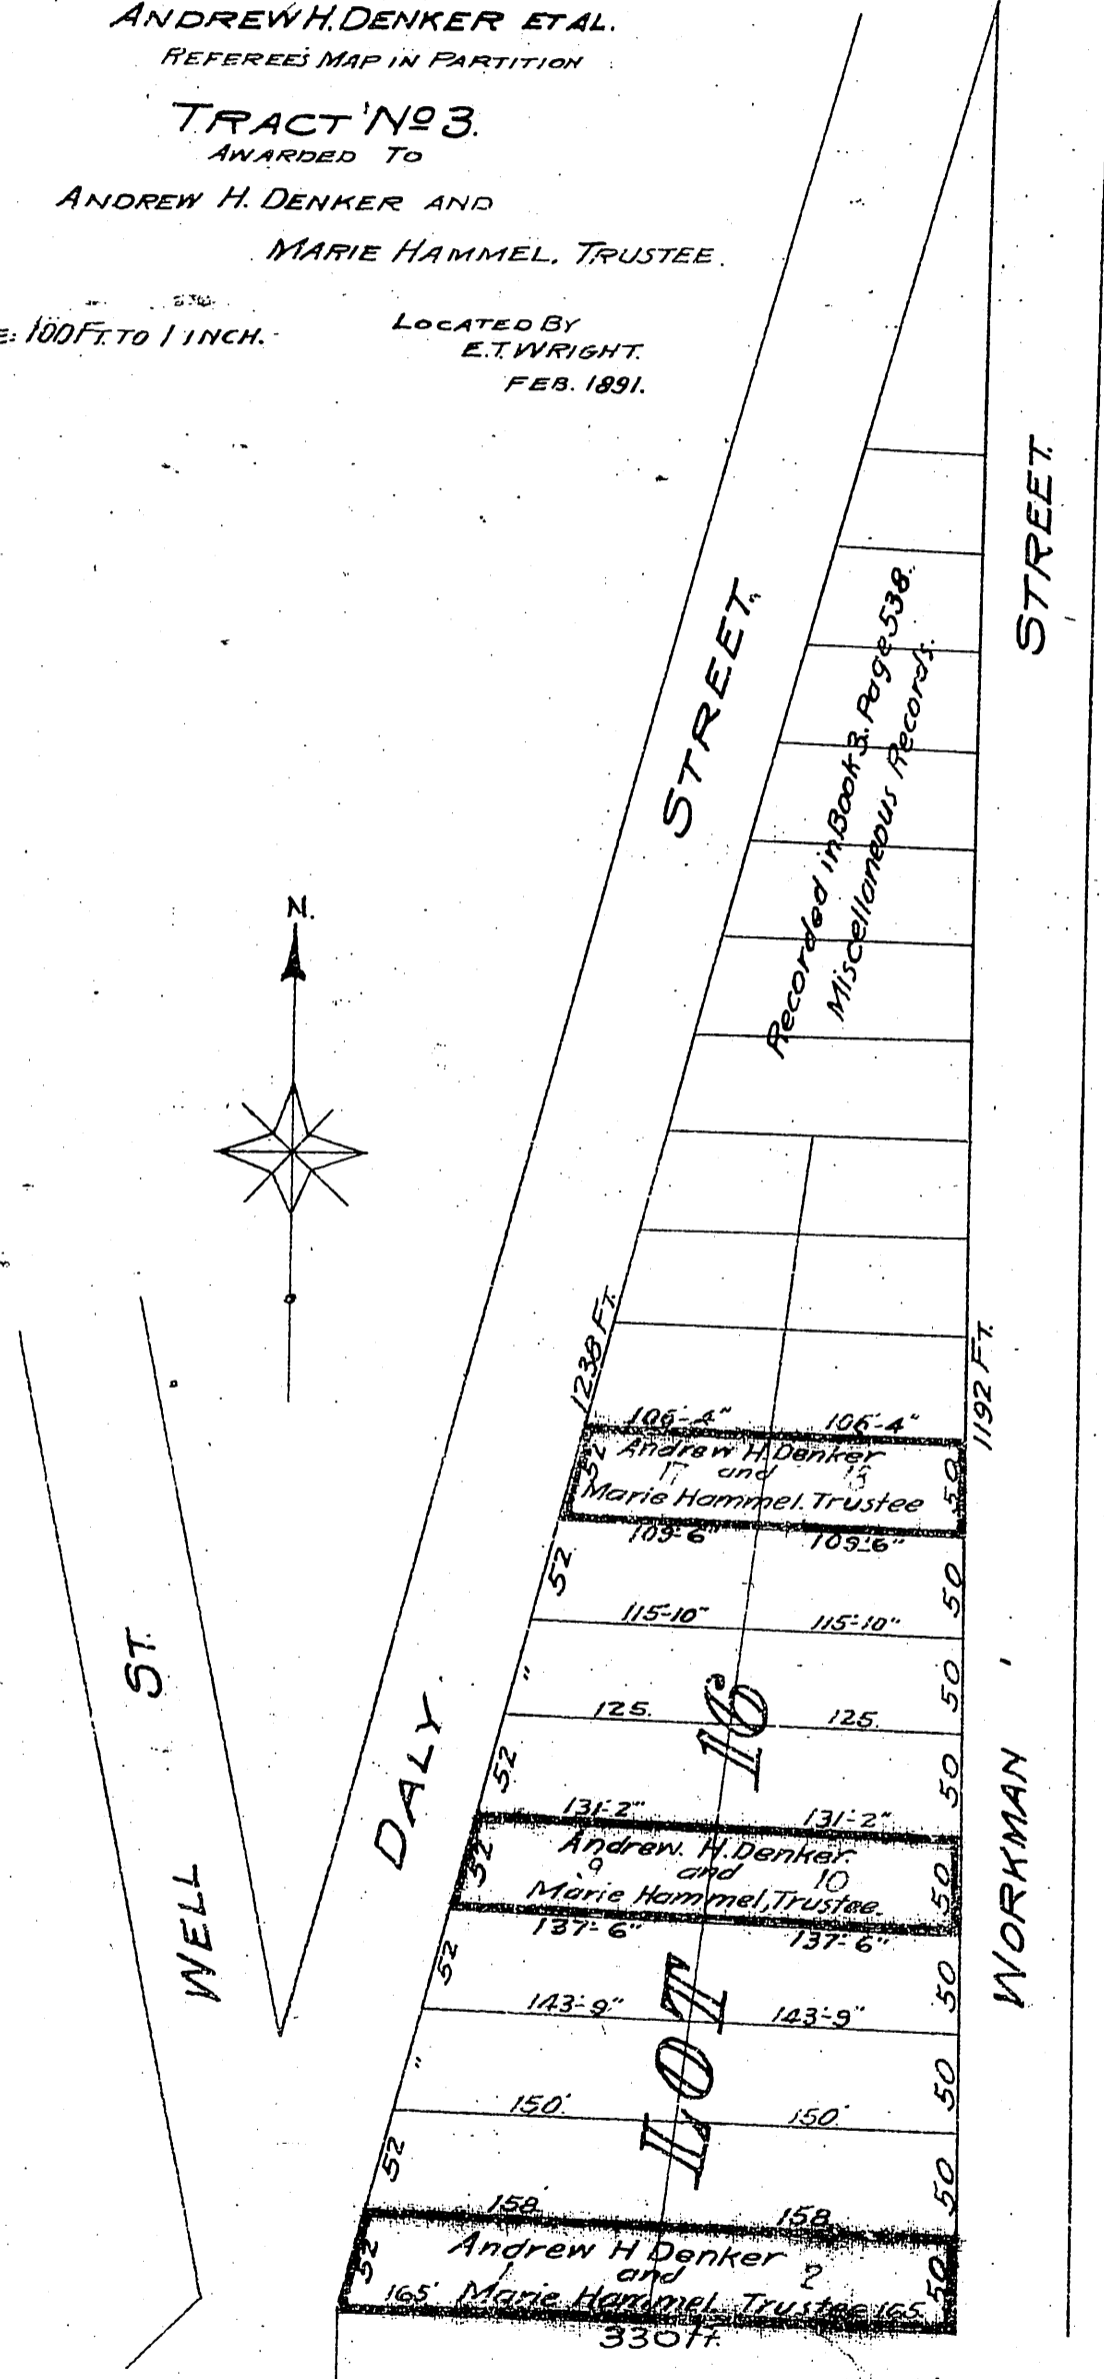 ANDREW H. DENKER ET AL.
REFEREE'S MAP IN PARTITION
TRACT No 3.
AWARDED TO
ANDREW H. DENKER AND
MARIE HAMMEL, TRUSTEE.
E: 100 FT. TO 1 INCH.
LOCATED BY
E.T. WRIGHT.
FEB. 1891.
STREET.
STREET.
Recorded in Book 3. Page 538.
Miscellaneous Records.
N.
1238 FT.
1192 FT.
106'-4" 106'-4"
52 Andrew H. Denker 50
17 and
Marie Hammel. Trustee
109'-6" 109'-6"
52 50
115'-10" 115'-10"
" 50
125. 125.
52 50
131'-2" 131'-2"
52 Andrew. H. Denker. 50
9 and 10
Marie Hammel, Trustee.
137'-6" 137'-6"
52 50
143'-9" 143'-9"
" 50
150' 150'
52 50
158' 158
52 Andrew H Denker 50
1 and 2
165' Marie Hammel Trustee 165
330 ft.
LOT 16
DALY.
WELL
ST.
WORKMAN